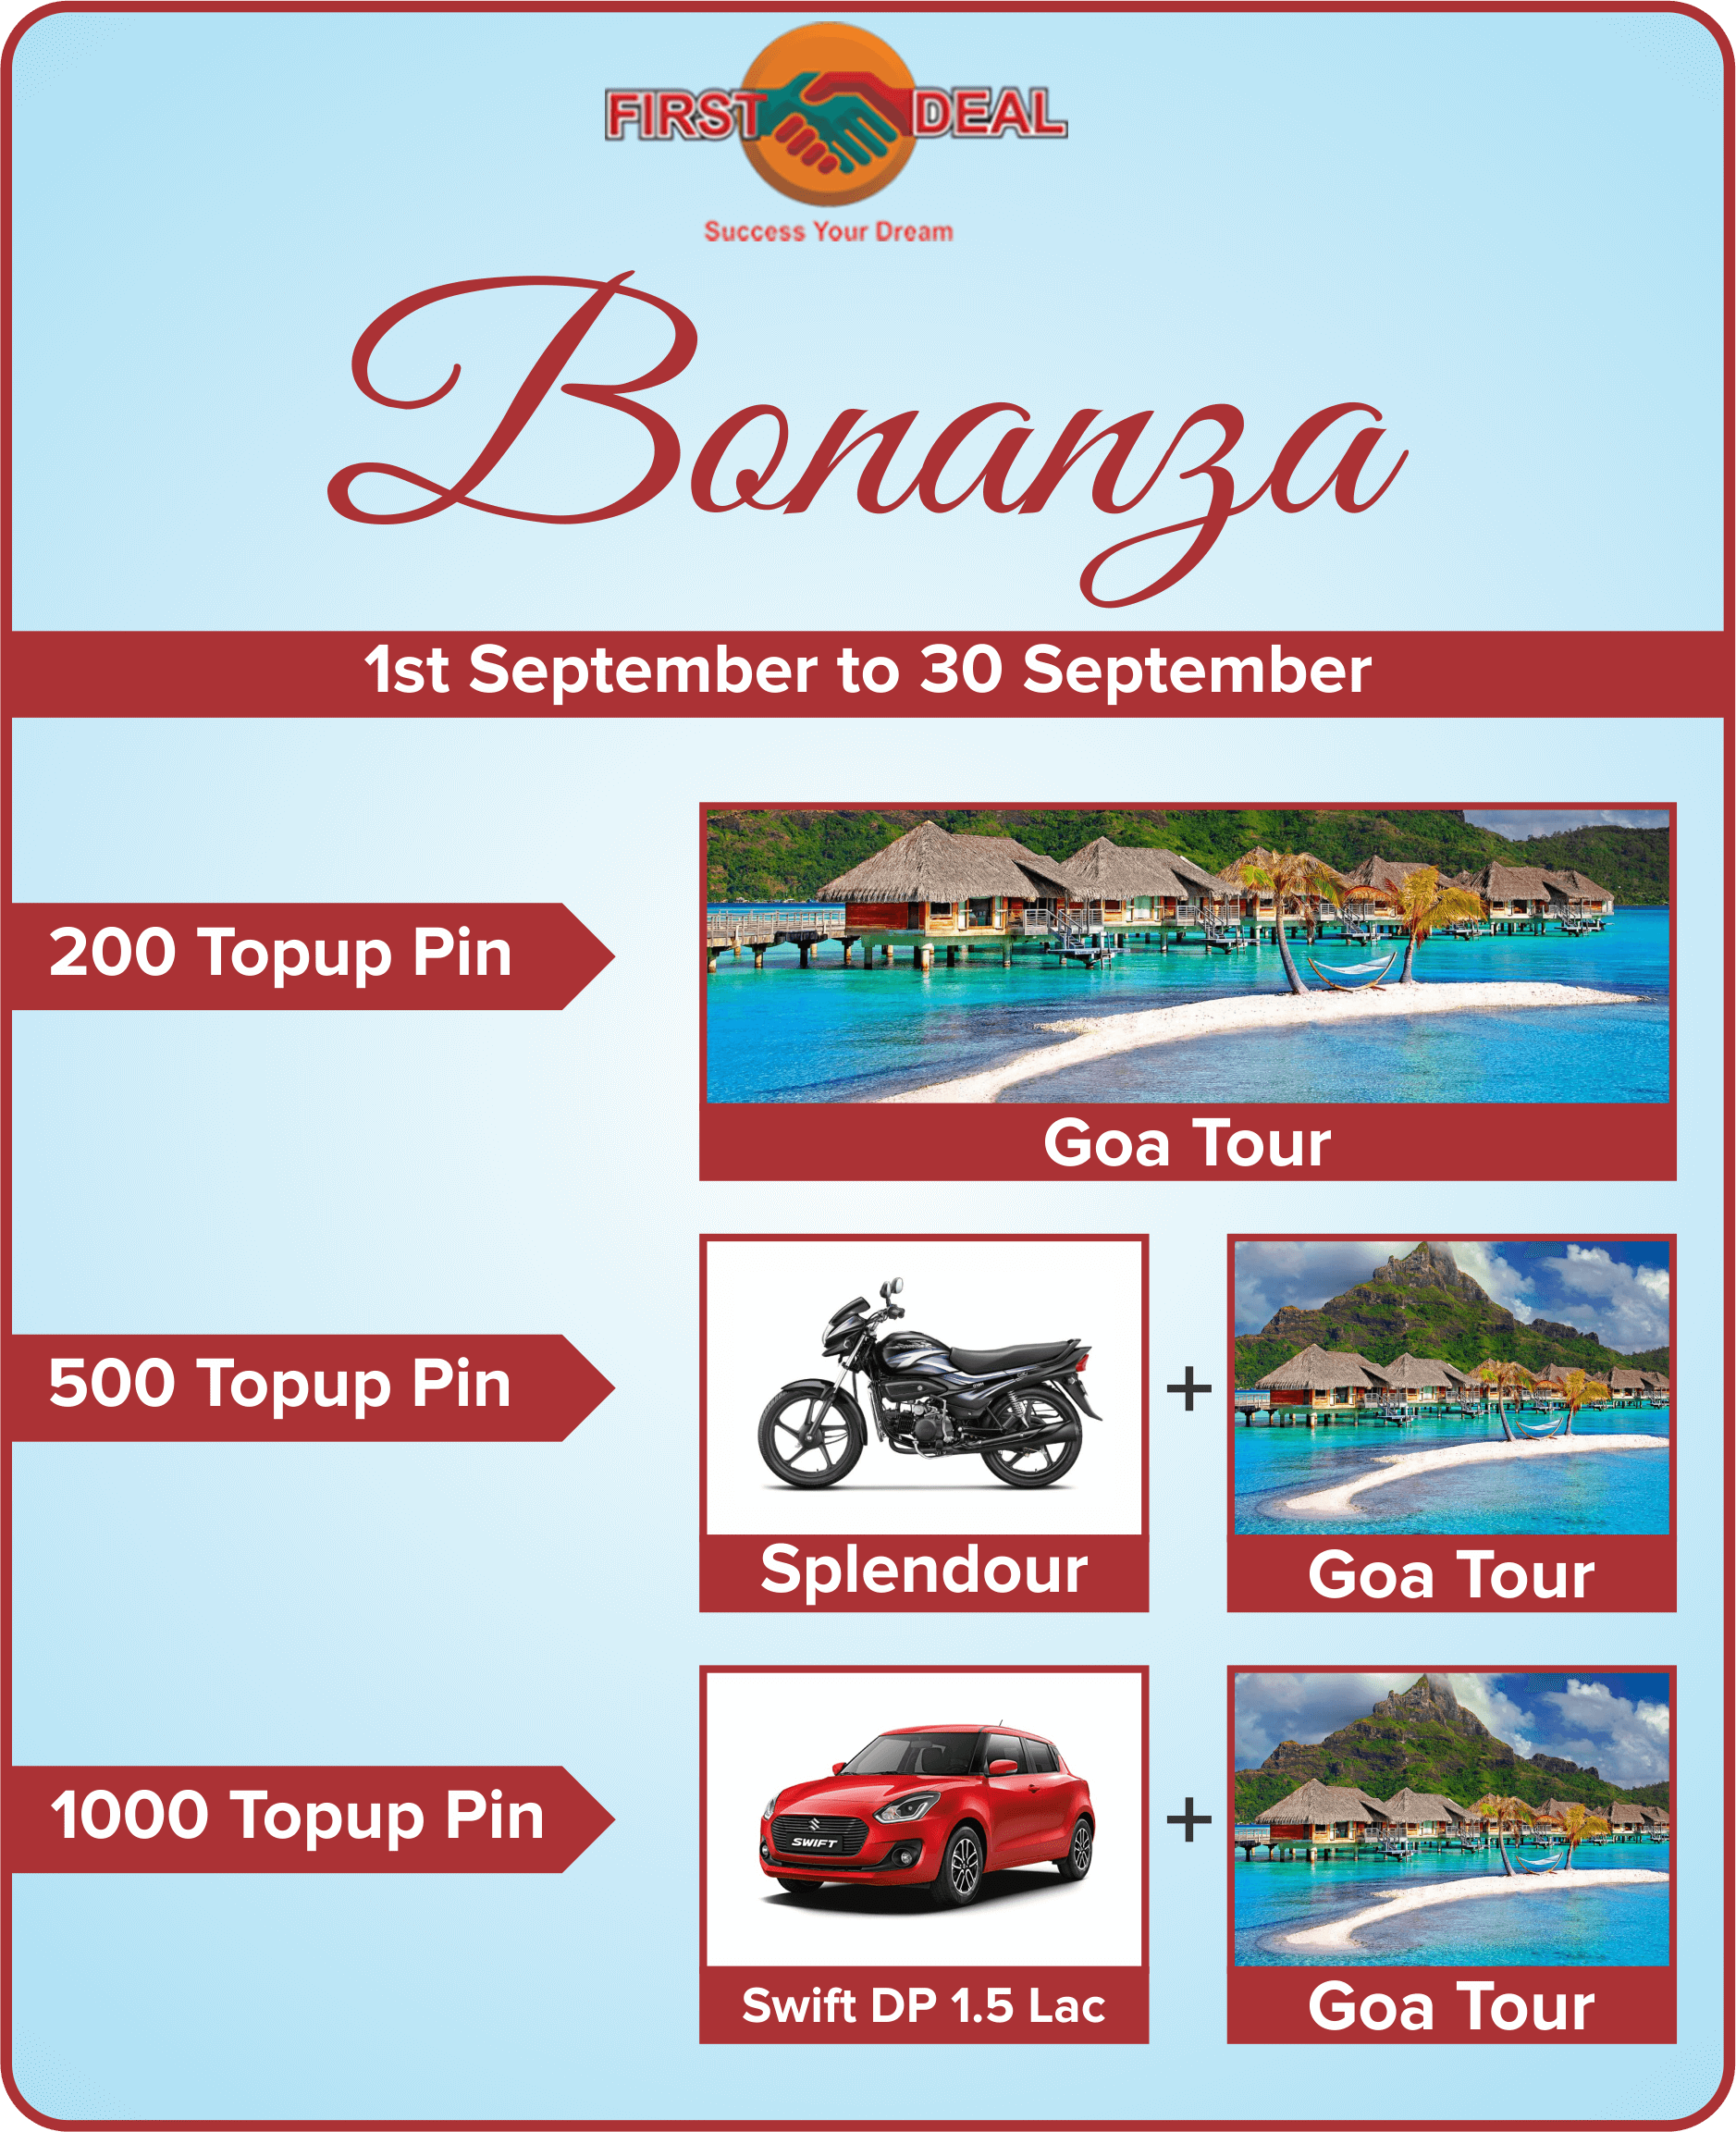 FIRST DEAL
Success Your Dream
Bonanza
1st September to 30 September
200 Topup Pin
Goa Tour
500 Topup Pin
Splendour
+
Goa Tour
1000 Topup Pin
SWIFT
Swift DP 1.5 Lac
+
Goa Tour